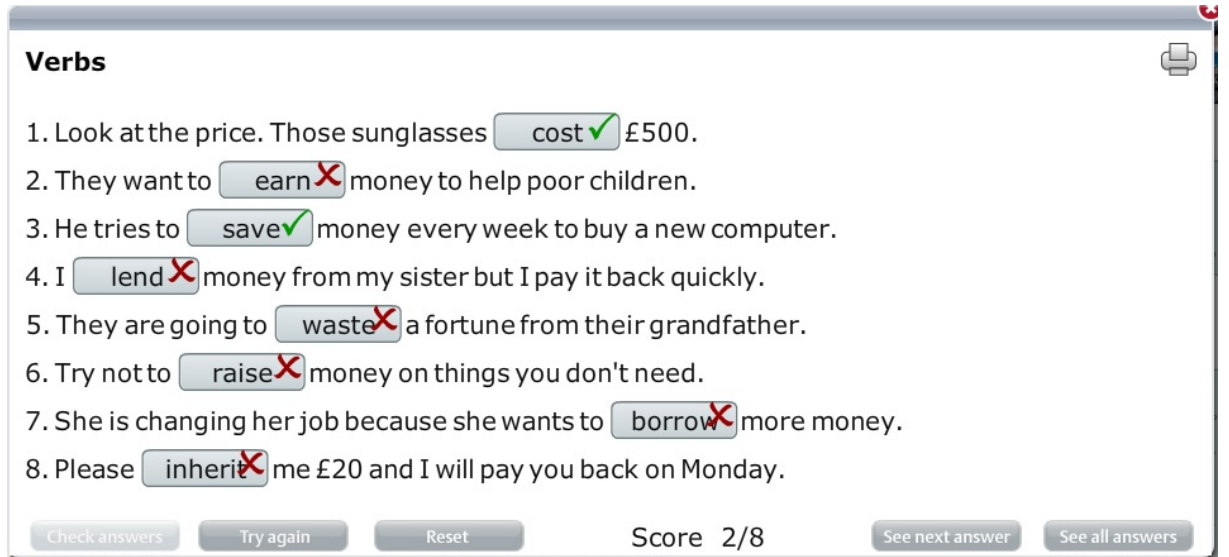 Verbs
1. Look at the price. Those sunglasses cost £500.
2. They want to earn money to help poor children.
3. He tries to save money every week to buy a new computer.
4. I lend money from my sister but I pay it back quickly.
5. They are going to waste a fortune from their grandfather.
6. Try not to raise money on things you don't need.
7. She is changing her job because she wants to borrow more money.
8. Please inherit me £20 and I will pay you back on Monday.
Check answers Try again Reset Score 2/8 See next answer See all answers